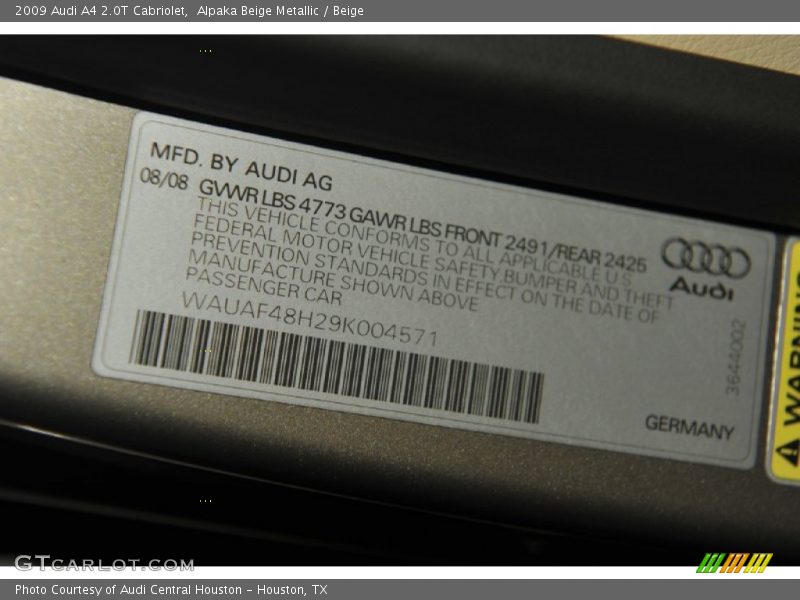 2009 Audi A4 2.0T Cabriolet,  Alpaka Beige Metallic / Beige
MFD. BY AUDI AG
08/08 GVWR LBS 4773 GAWR LBS FRONT 2491/REAR 2425
THIS VEHICLE CONFORMS TO ALL APPLICABLE U S
FEDERAL MOTOR VEHICLE SAFETY, BUMPER AND THEFT
PREVENTION STANDARDS IN EFFECT ON THE DATE OF
MANUFACTURE SHOWN ABOVE
PASSENGER CAR
WAUAF48H29K004571
Audi
3644002
GERMANY
WARNING
GTCARLOT.COM
Photo Courtesy of Audi Central Houston - Houston, TX